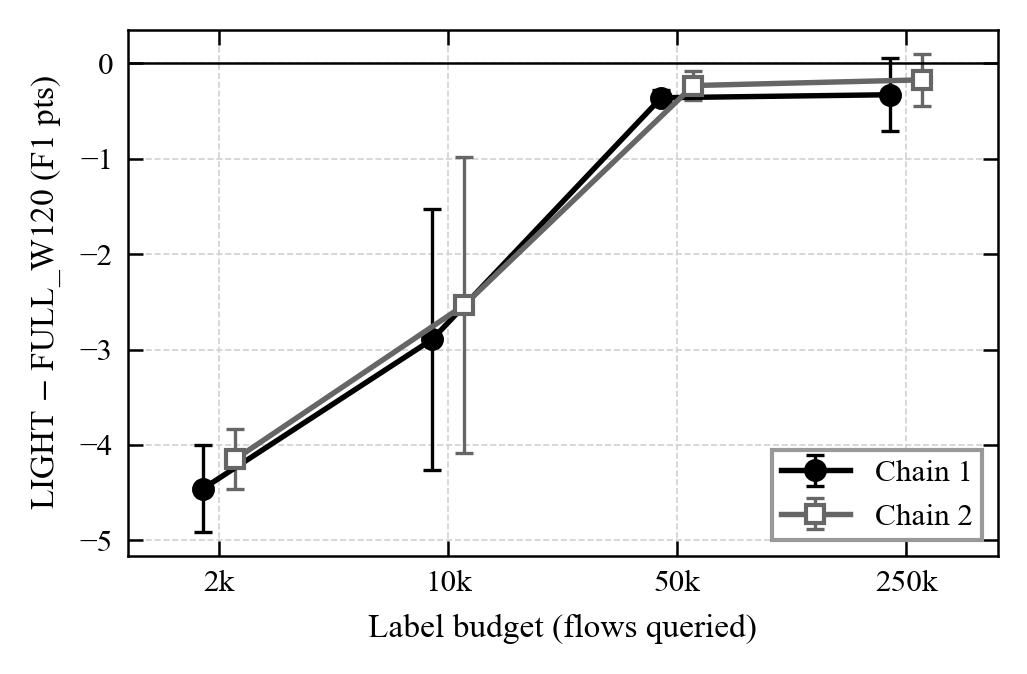 LIGHT − FULL_W120 (F1 pts)
0
−1
−2
−3
−4
−5
2k 10k 50k 250k
Label budget (flows queried)
Chain 1
Chain 2